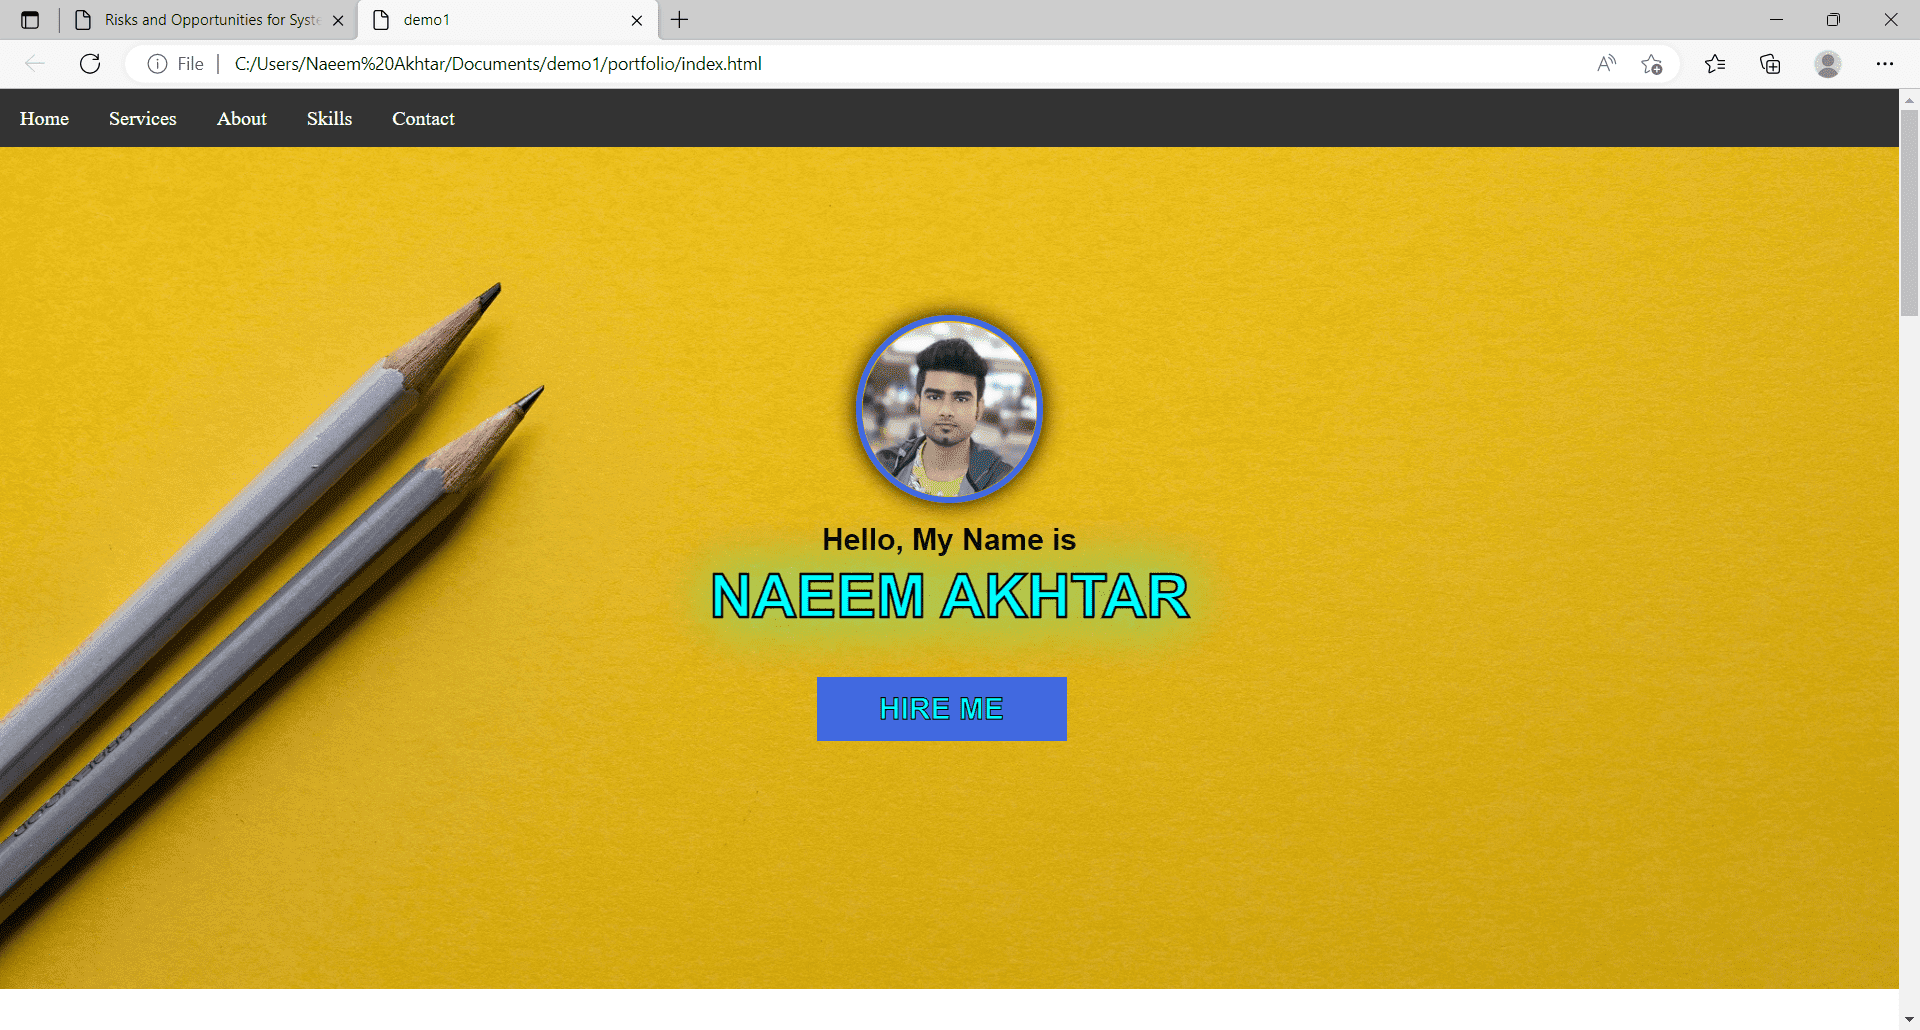 Risks and Opportunities for Syst
demo1
File
C:/Users/Naeem%20Akhtar/Documents/demo1/portfolio/index.html
Home Services About Skills Contact
Hello, My Name is
NAEEM AKHTAR
HIRE ME